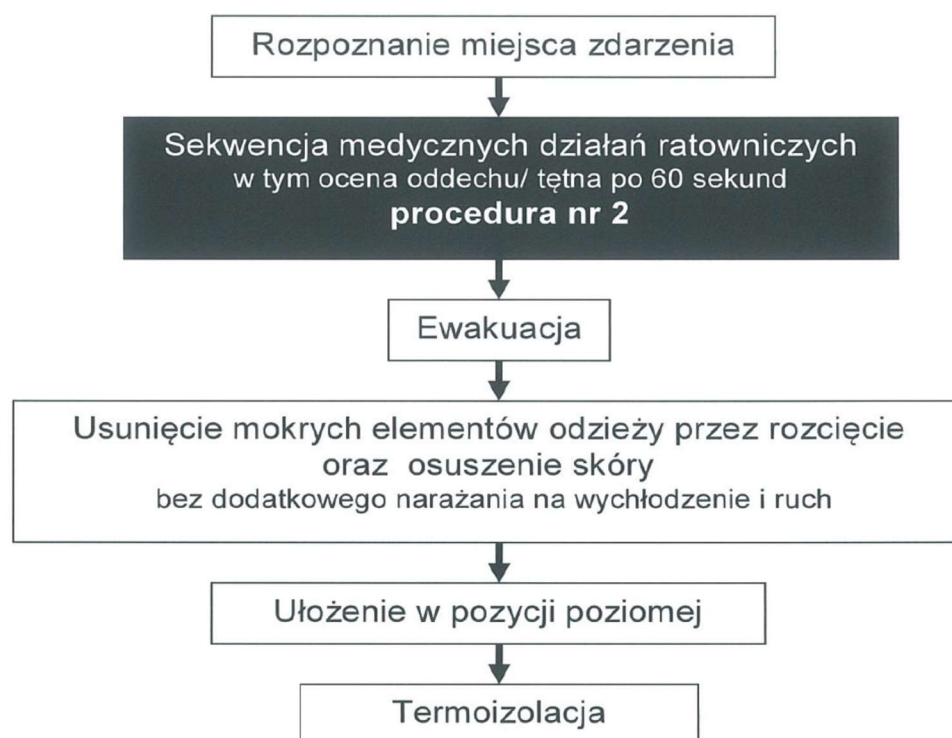 Rozpoznanie miejsca zdarzenia
Sekwencja medycznych działań ratowniczych
w tym ocena oddechu/ tętna po 60 sekund
procedura nr 2
Ewakuacja
Usunięcie mokrych elementów odzieży przez rozcięcie
oraz osuszenie skóry
bez dodatkowego narażania na wychłodzenie i ruch
Ułożenie w pozycji poziomej
Termoizolacja